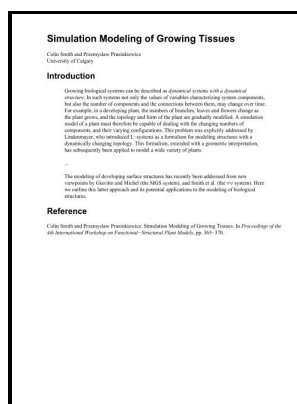 Simulation Modeling of Growing Tissues
Colin Smith and Przemyslaw Prusinkiewicz
University of Calgary
Introduction
Growing biological systems can be described as dynamical systems with a dynamical
structure. In such systems not only the values of variables characterizing system components,
but also the number of components and the connections between them, may change over time.
For example, in a developing plant, the numbers of branches, leaves and flowers change as
the plant grows, and the topology and form of the plant are gradually modified. A simulation
model of a plant must therefore be capable of dealing with the changing numbers of
components, and their varying configurations. This problem was explicitly addressed by
Lindenmayer, who introduced L-systems as a formalism for modeling structures with a
dynamically changing topology. This formalism, extended with a geometric interpretation,
has subsequently been applied to model a wide variety of plants.
...
The modeling of developing surface structures has recently been addressed from new
viewpoints by Giavitto and Michel (the MGS system), and Smith et al. (the vv system). Here
we outline this latter approach and its potential applications to the modeling of biological
structures.
Reference
Colin Smith and Przemyslaw Prusinkiewicz. Simulation Modeling of Growing Tissues. In Proceedings of the
4th International Workshop on Functional-Structural Plant Models, pp. 365-370.